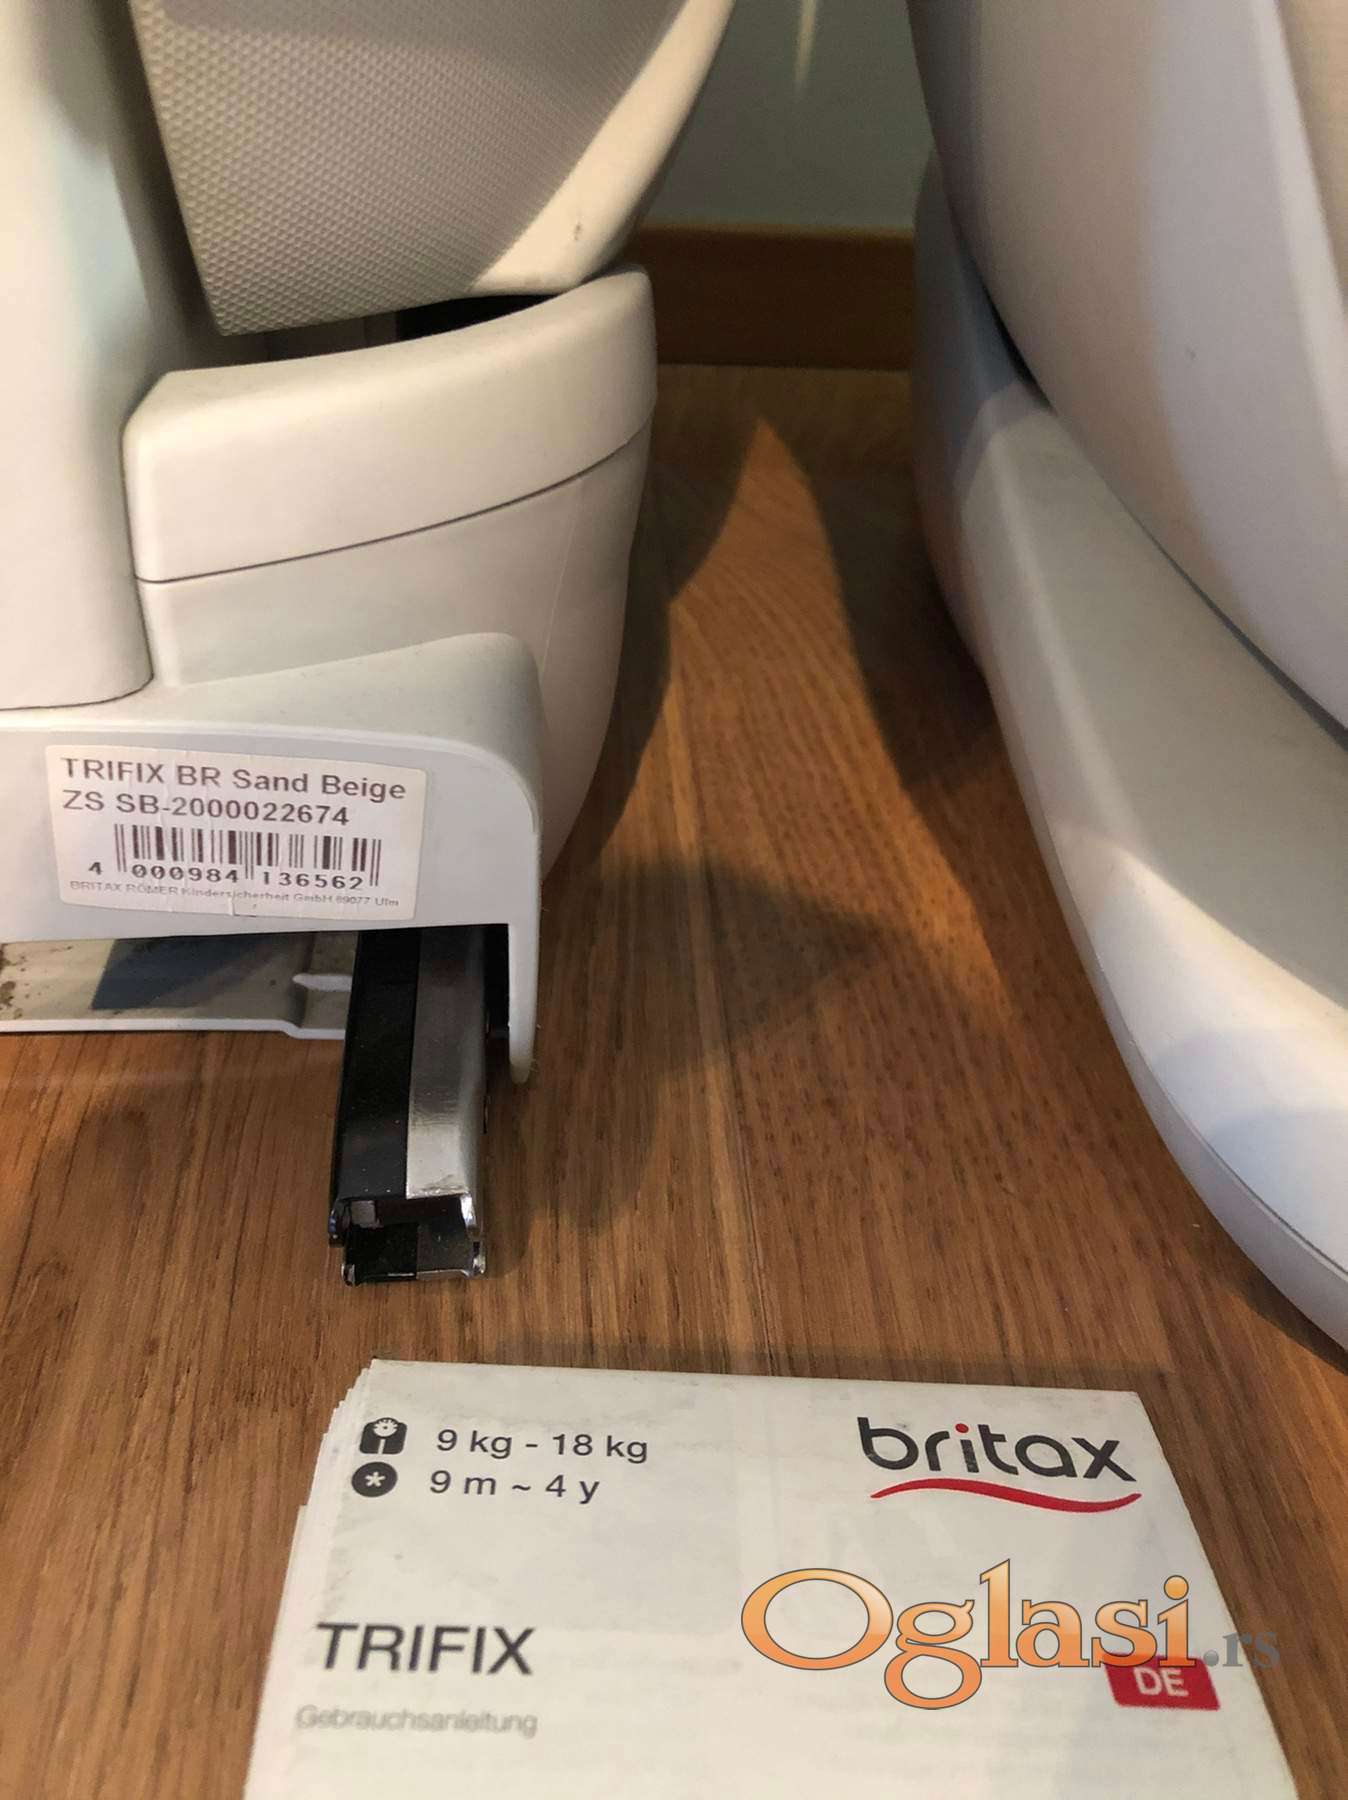 TRIFIX BR Sand Beige
ZS SB-2000022674
4 000984 136562
BRITAX RÖMER Kindersicherheit GmbH 89077 Ulm
9 kg - 18 kg
9 m ~ 4 y
britax
TRIFIX
Gebrauchsanleitung
Oglasi.rs
DE